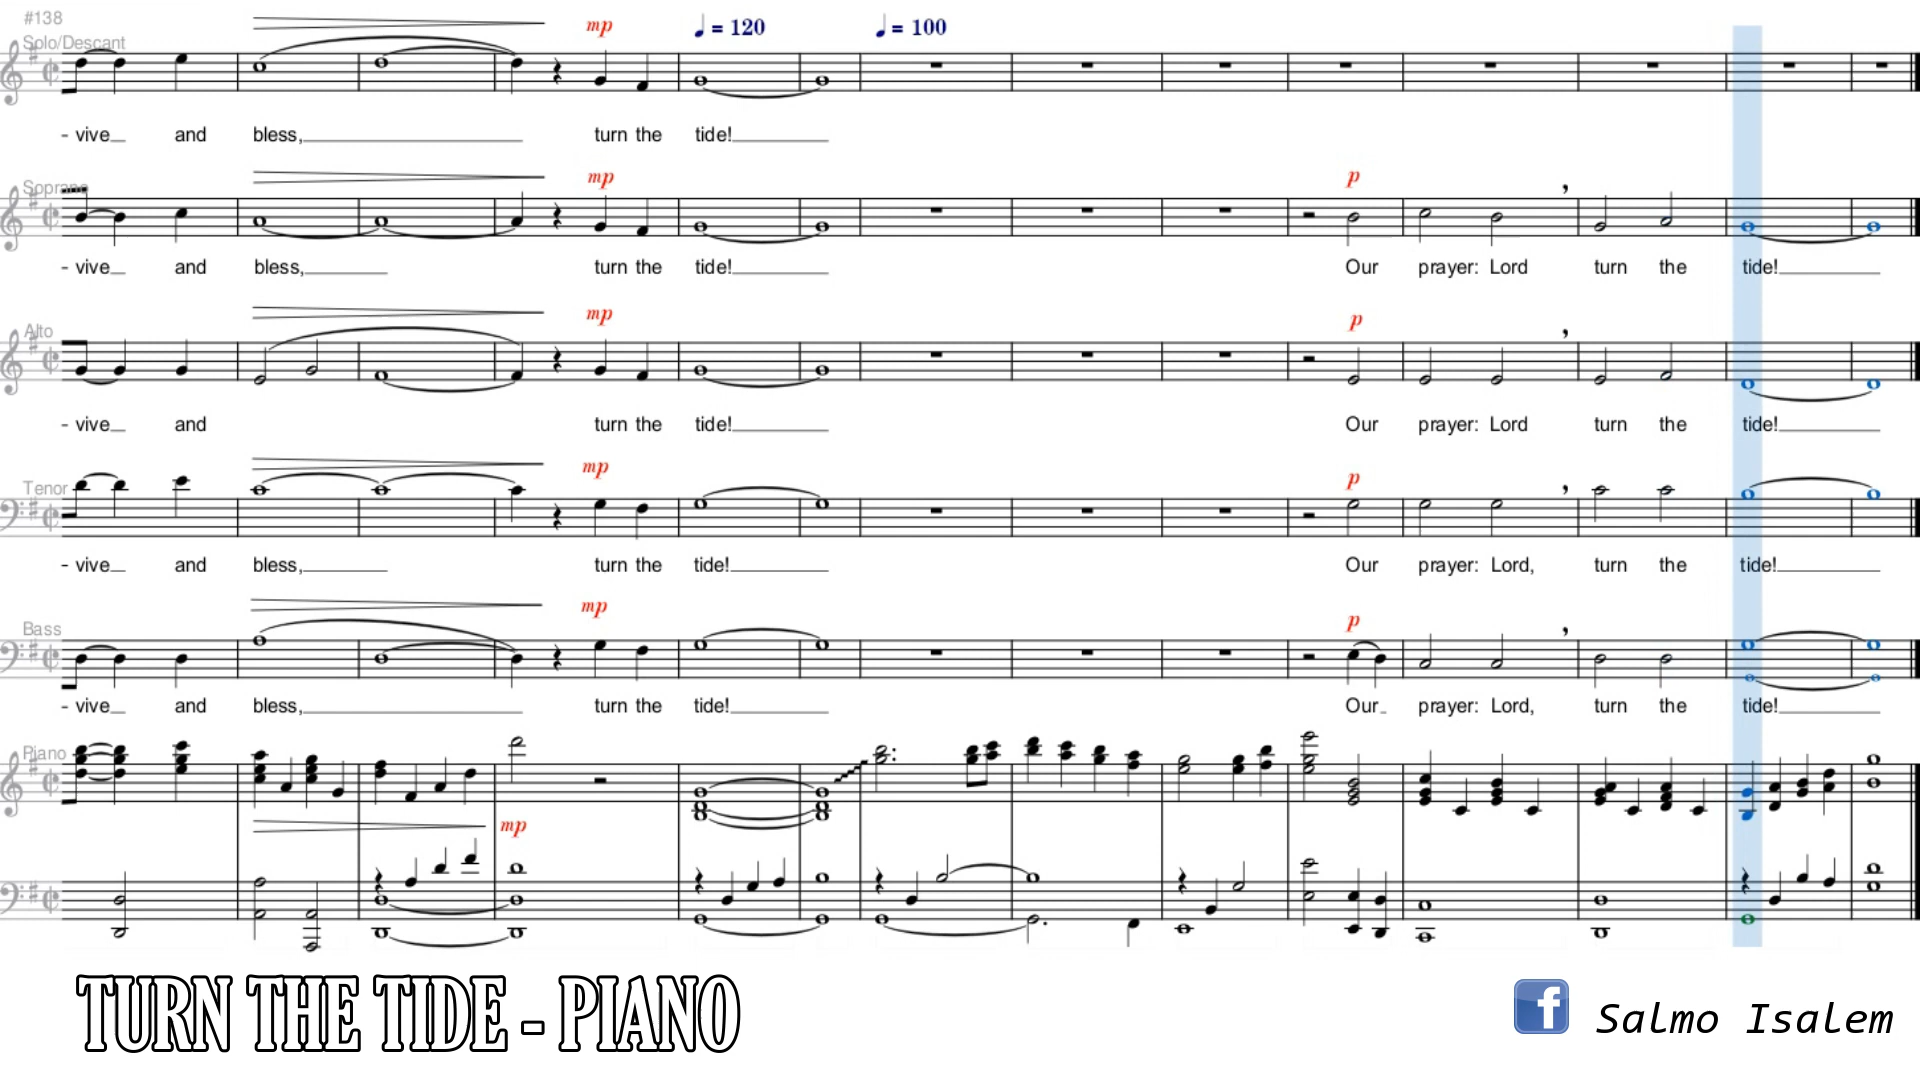 #138
Solo/Descant
mp
♩ = 120
♩ = 100
- vive_ and bless,_ turn the tide!_
Soprano
mp
p
- vive_ and bless,_ turn the tide!_ Our prayer: Lord turn the tide!_
Alto
mp
p
- vive_ and turn the tide!_ Our prayer: Lord turn the tide!_
Tenor
mp
p
- vive_ and bless,_ turn the tide!_ Our prayer: Lord, turn the tide!_
Bass
mp
p
- vive_ and bless,_ turn the tide!_ Our_ prayer: Lord, turn the tide!_
Piano
mp
TURN THE TIDE - PIANO
f Salmo Isalem